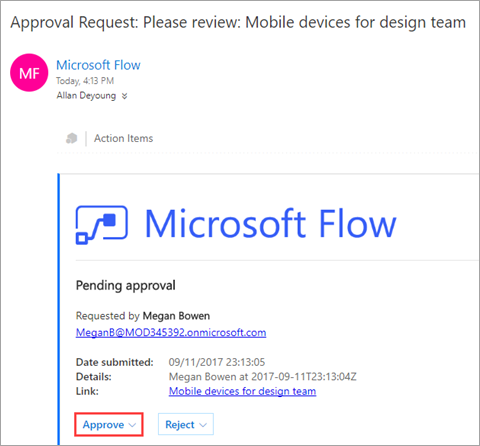 Approval Request: Please review: Mobile devices for design team
MF
Microsoft Flow
Today, 4:13 PM
Allan Deyoung
Action Items
Microsoft Flow
Pending approval
Requested by Megan Bowen
MeganB@MOD345392.onmicrosoft.com
Date submitted: 09/11/2017 23:13:05
Details: Megan Bowen at 2017-09-11T23:13:04Z
Link: Mobile devices for design team
Approve Reject